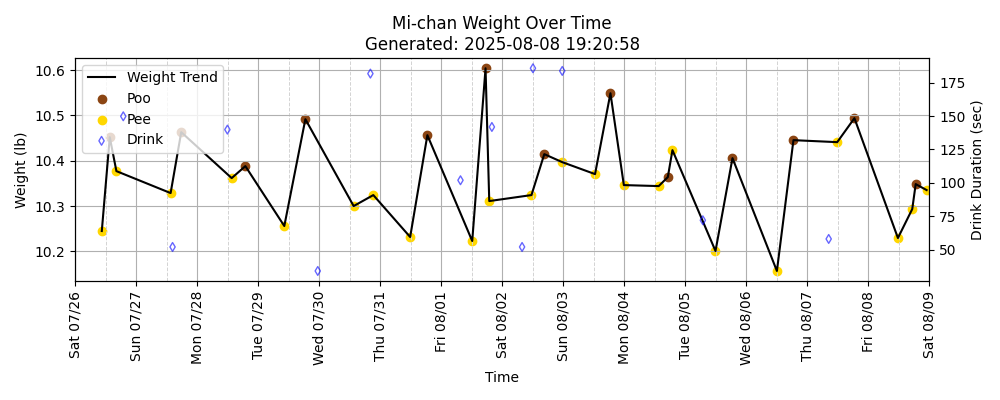 Mi-chan Weight Over Time
Generated: 2025-08-08 19:20:58
Weight (lb)
10.6
10.5
10.4
10.3
10.2
Weight Trend
Poo
Pee
Drink
175
150
125
100
75
50
Drink Duration (sec)
Sat 07/26
Sun 07/27
Mon 07/28
Tue 07/29
Wed 07/30
Thu 07/31
Fri 08/01
Sat 08/02
Sun 08/03
Mon 08/04
Tue 08/05
Wed 08/06
Thu 08/07
Fri 08/08
Sat 08/09
Time